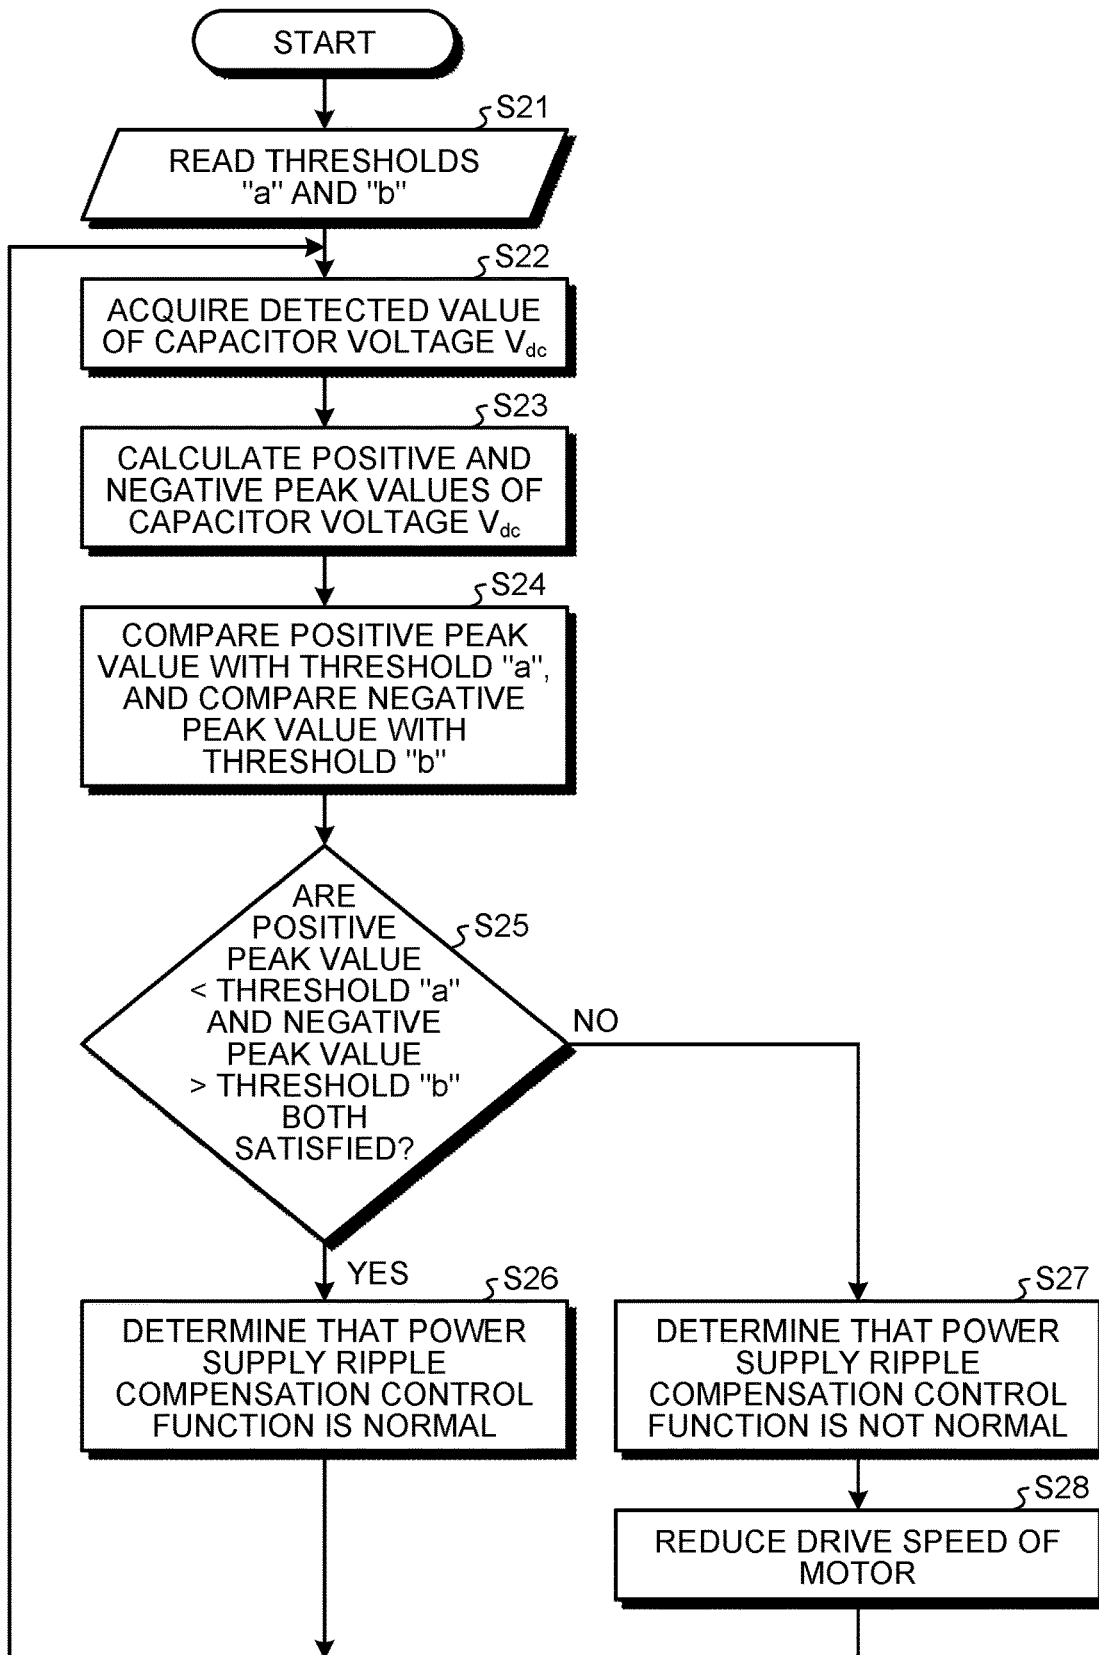 START
S21
READ THRESHOLDS
"a" AND "b"
S22
ACQUIRE DETECTED VALUE
OF CAPACITOR VOLTAGE Vdc
S23
CALCULATE POSITIVE AND
NEGATIVE PEAK VALUES OF
CAPACITOR VOLTAGE Vdc
S24
COMPARE POSITIVE PEAK
VALUE WITH THRESHOLD "a",
AND COMPARE NEGATIVE
PEAK VALUE WITH
THRESHOLD "b"
S25
ARE
POSITIVE
PEAK VALUE
< THRESHOLD "a"
AND NEGATIVE
PEAK VALUE
> THRESHOLD "b"
BOTH
SATISFIED?
NO
YES
S26
DETERMINE THAT POWER
SUPPLY RIPPLE
COMPENSATION CONTROL
FUNCTION IS NORMAL
S27
DETERMINE THAT POWER
SUPPLY RIPPLE
COMPENSATION CONTROL
FUNCTION IS NOT NORMAL
S28
REDUCE DRIVE SPEED OF
MOTOR